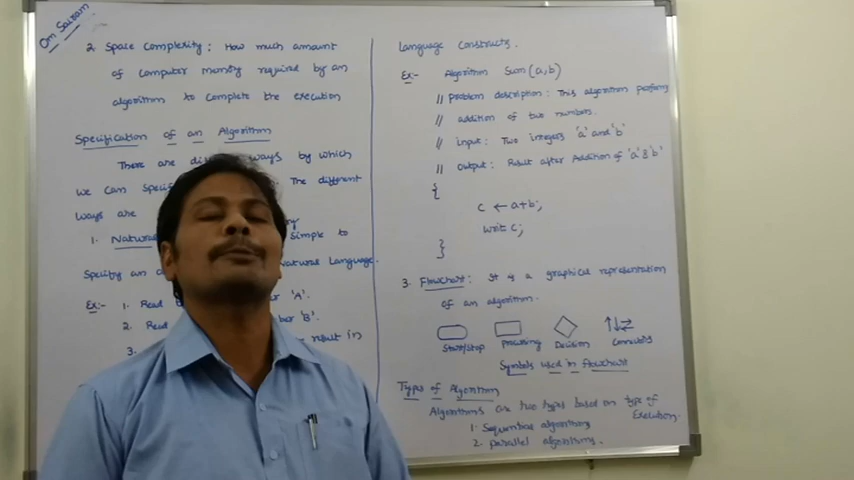 Om Sairam
2. Space Complexity: How much amount
of computer memory required by an
algorithm to complete the execution
Specification of an Algorithm
There are ways by which
we can : The different
ways are
1. Natural simple to
Specify an Natural Language.
Ex:- 1. Read 'A'.
2. Read 'B'.
3. result in
Language Constructs.
Ex:- Algorithm Sum(a,b)
// problem description: This algorithm performs
// addition of two numbers.
// input: Two integers 'a' and 'b'
// output: Result after Addition of 'a' & 'b'
{
c ← a+b;
write c;
}
3. Flowchart: It is a graphical representation
of an algorithm.
Start/Stop Processing Decision Connectors
Symbols used in flowchart
Types of Algorithm
Algorithms are two types based on type of
Execution.
1. Sequential algorithms
2. parallel algorithms.